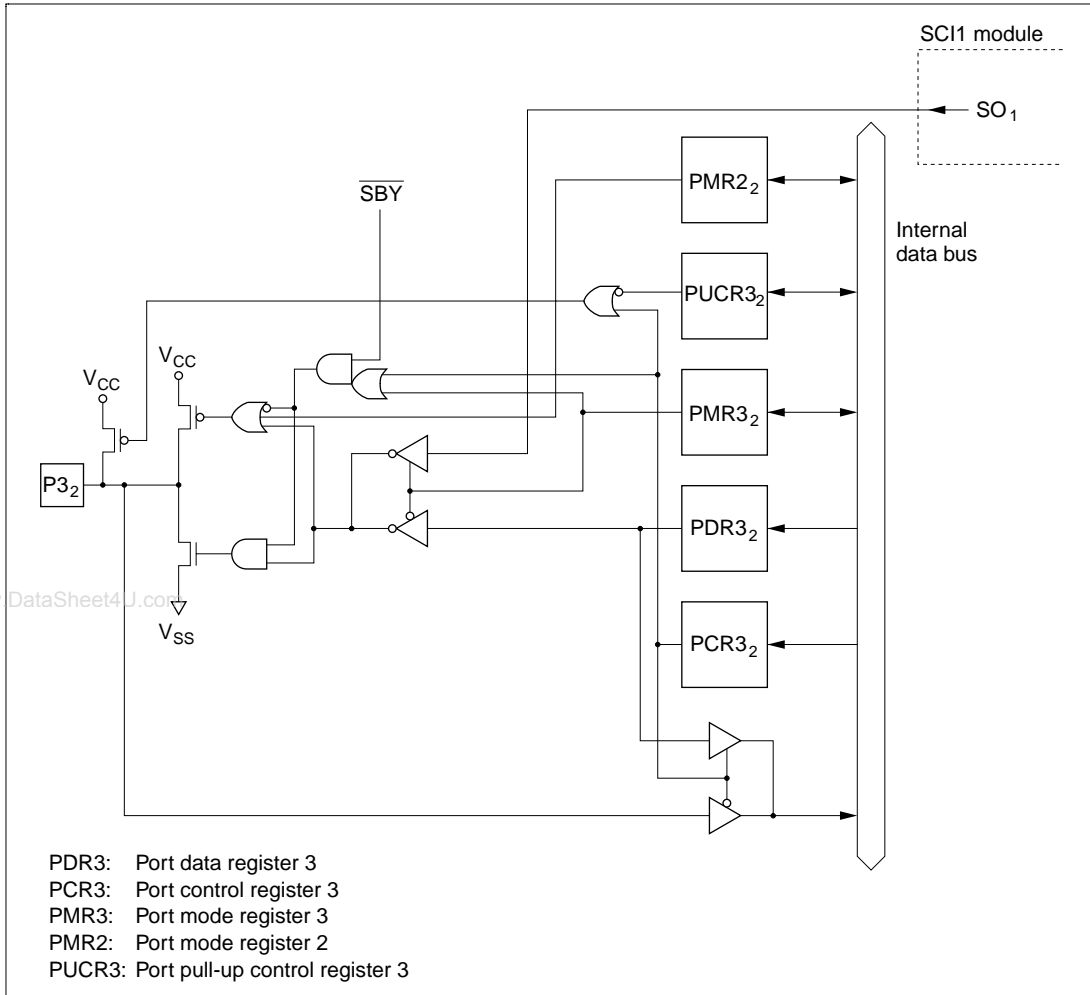 SCI1 module
SO1
PMR22
SBY
Internal
data bus
PUCR32
VCC
VCC
PMR32
P32
PDR32
.DataSheet4U.com
VSS
PCR32
PDR3: Port data register 3
PCR3: Port control register 3
PMR3: Port mode register 3
PMR2: Port mode register 2
PUCR3: Port pull-up control register 3